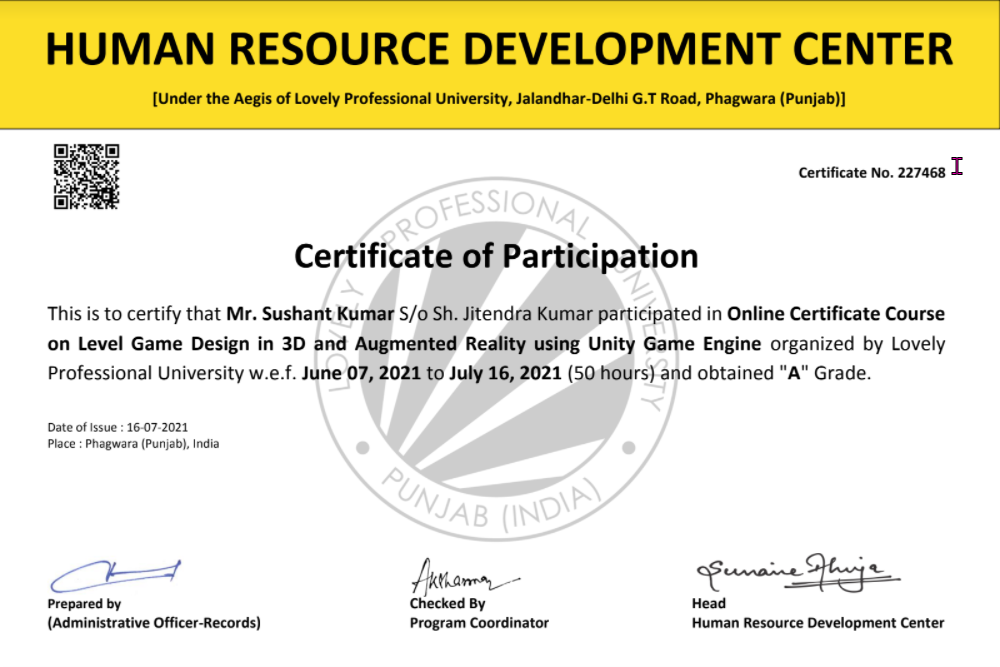 HUMAN RESOURCE DEVELOPMENT CENTER
[Under the Aegis of Lovely Professional University, Jalandhar-Delhi G.T Road, Phagwara (Punjab)]
Certificate No. 227468
LOVELY PROFESSIONAL UNIVERSITY
Certificate of Participation
This is to certify that Mr. Sushant Kumar S/o Sh. Jitendra Kumar participated in Online Certificate Course
on Level Game Design in 3D and Augmented Reality using Unity Game Engine organized by Lovely
Professional University w.e.f. June 07, 2021 to July 16, 2021 (50 hours) and obtained "A" Grade.
Date of Issue : 16-07-2021
Place : Phagwara (Punjab), India
PUNJAB (INDIA)
Prepared by
(Administrative Officer-Records)
Checked By
Program Coordinator
Head
Human Resource Development Center